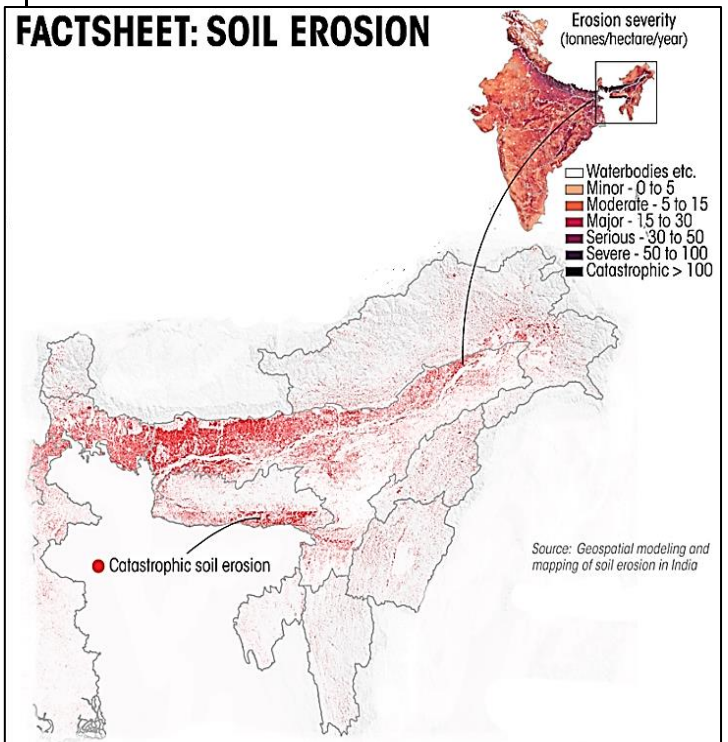 FACTSHEET: SOIL EROSION
Erosion severity
(tonnes/hectare/year)
Waterbodies etc.
Minor - 0 to 5
Moderate - 5 to 15
Major - 15 to 30
Serious - 30 to 50
Severe - 50 to 100
Catastrophic > 100
Catastrophic soil erosion
Source: Geospatial modeling and
mapping of soil erosion in India